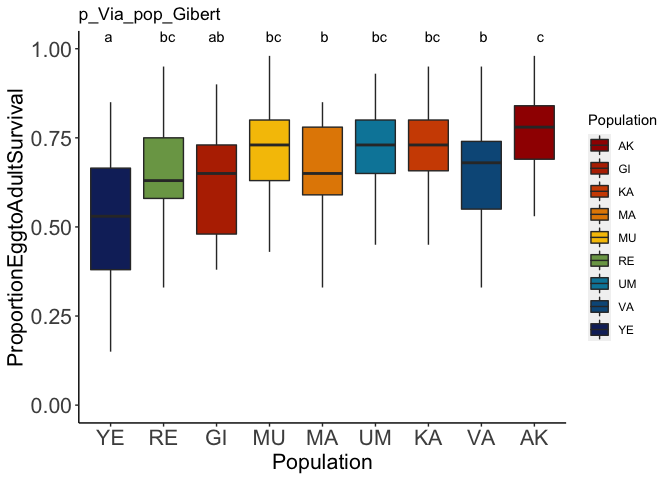 p_Via_pop_Gibert
a bc ab bc b bc bc b c
1.00
0.75
0.50
0.25
0.00
ProportionEggtoAdultSurvival
YE RE GI MU MA UM KA VA AK
Population
Population
AK
GI
KA
MA
MU
RE
UM
VA
YE